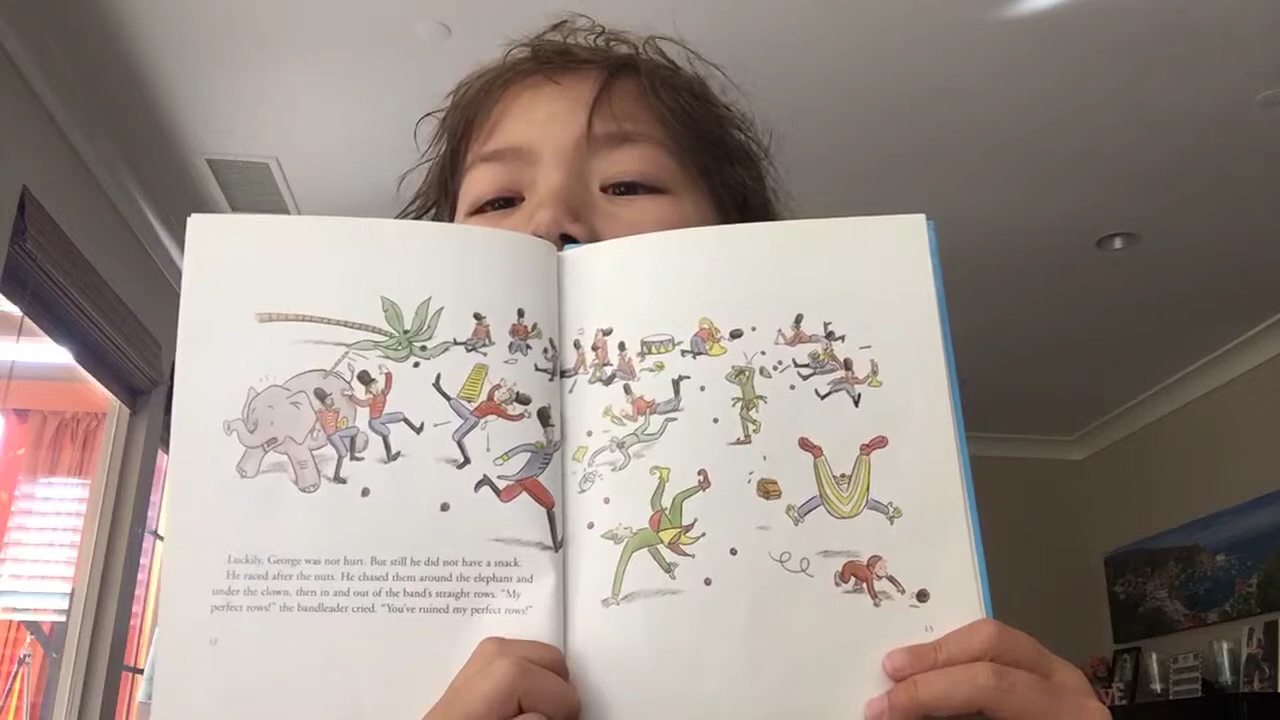 Luckily, George was not hurt. But still he did not have a snack.
He raced after the nuts. He chased them around the elephant and
under the clown, then in and out of the band's straight rows. "My
perfect rows!" the bandleader cried. "You've ruined my perfect rows!"
12
13